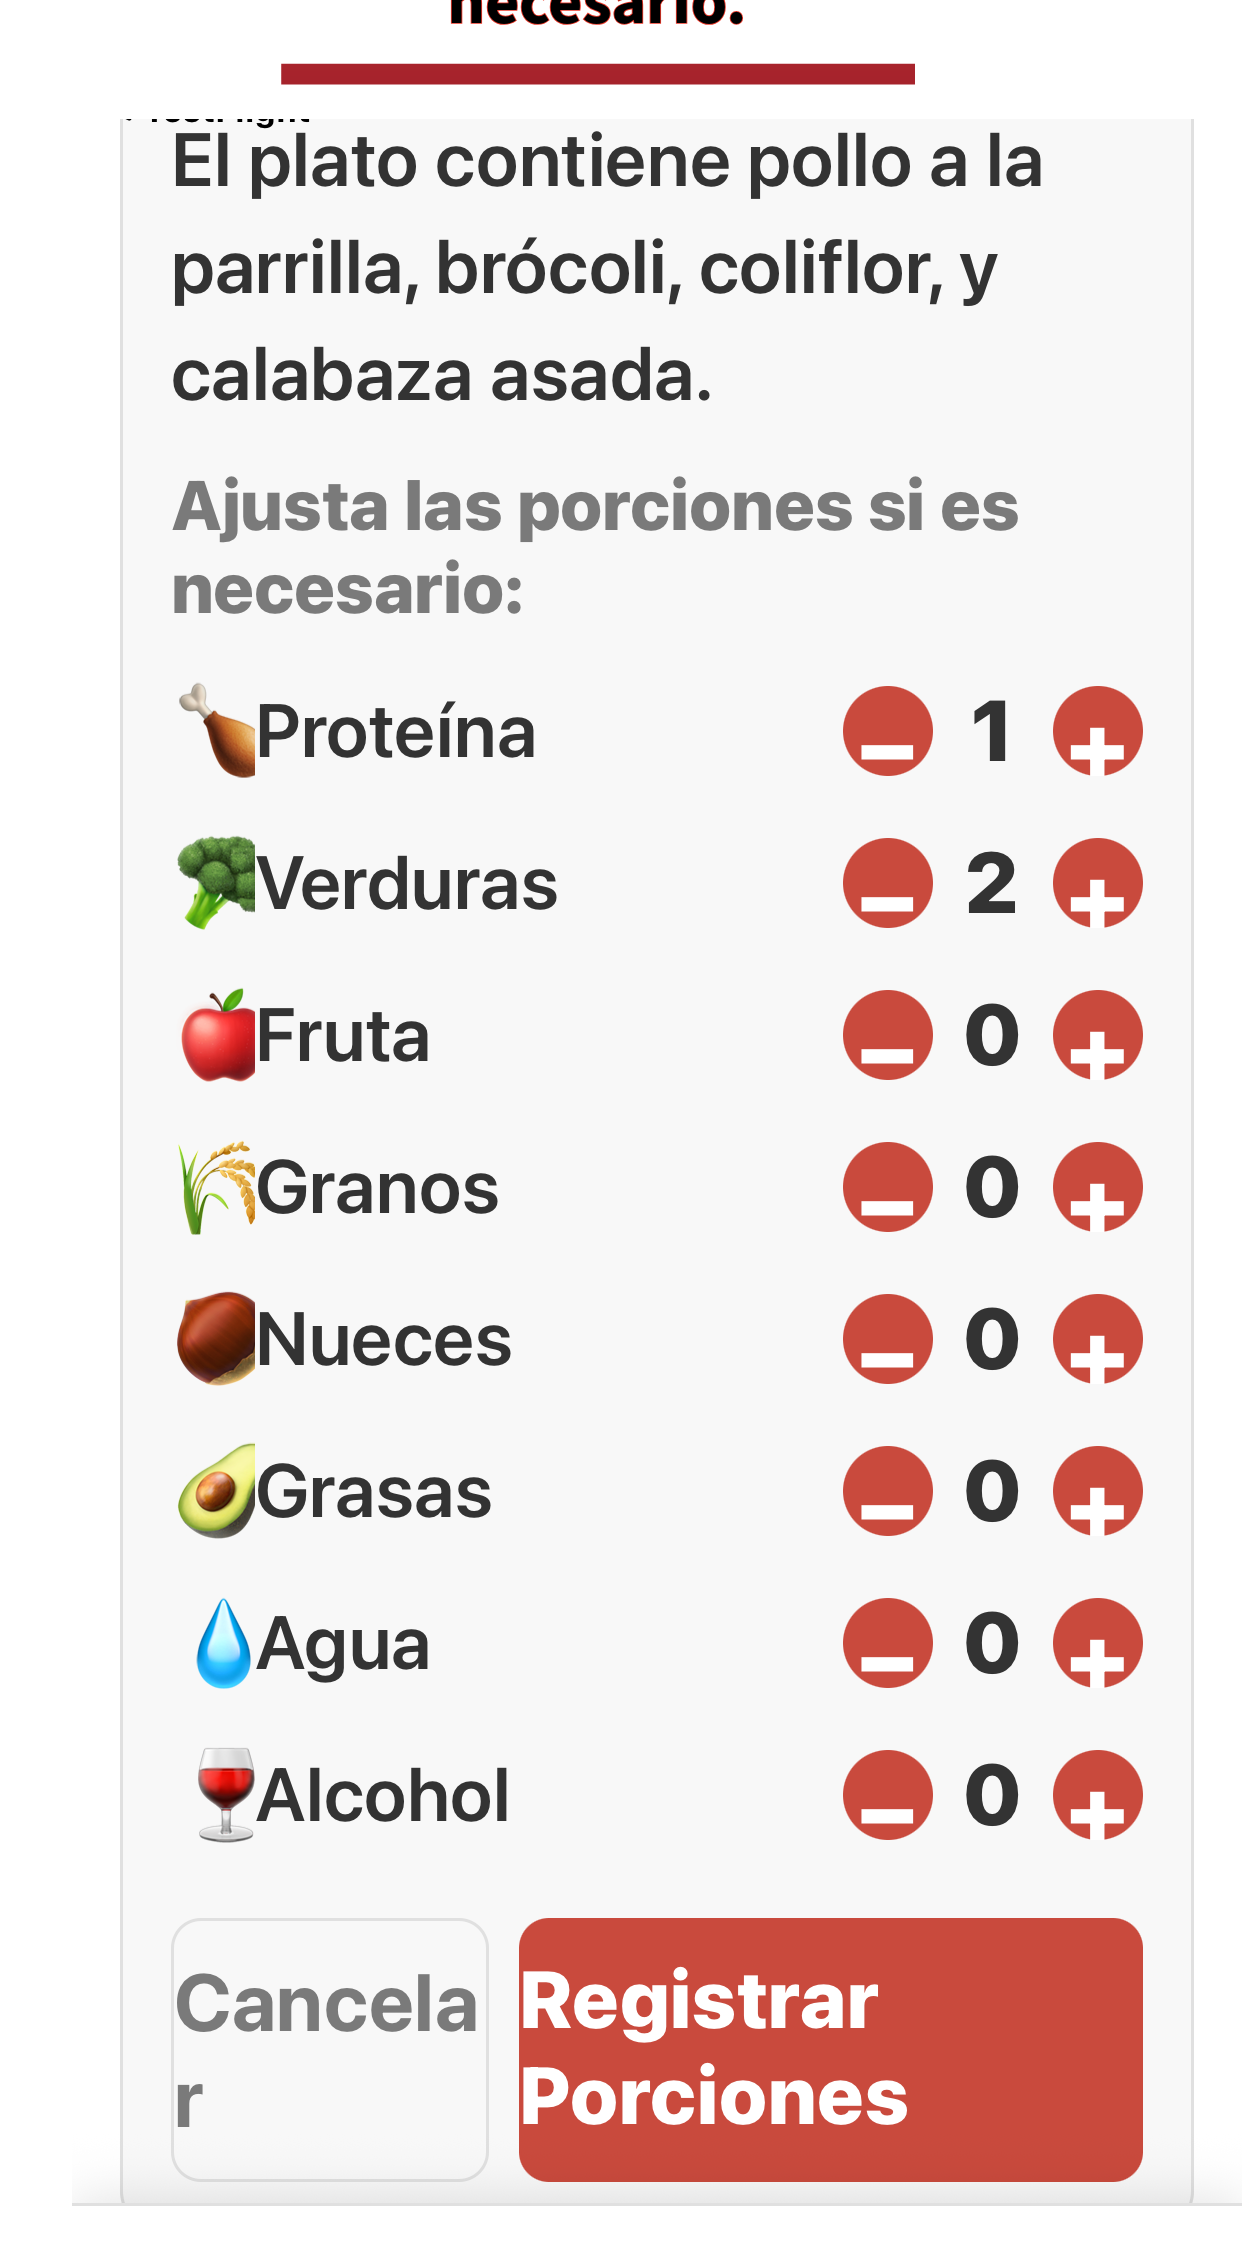 necesario.
El plato contiene pollo a la
parrilla, brócoli, coliflor, y
calabaza asada.
Ajusta las porciones si es
necesario:
Proteína 1
Verduras 2
Fruta 0
Granos 0
Nueces 0
Grasas 0
Agua 0
Alcohol 0
Cancela
r
Registrar
Porciones